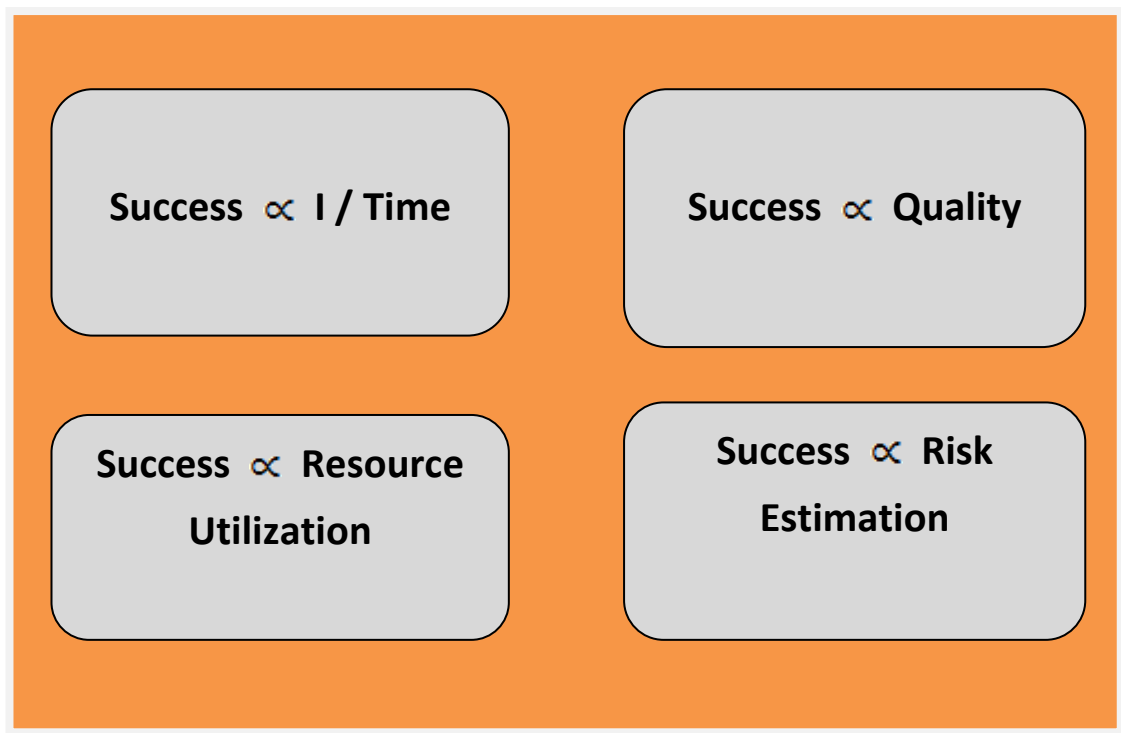 Success ∝ I / Time
Success ∝ Quality
Success ∝ Resource
Utilization
Success ∝ Risk
Estimation